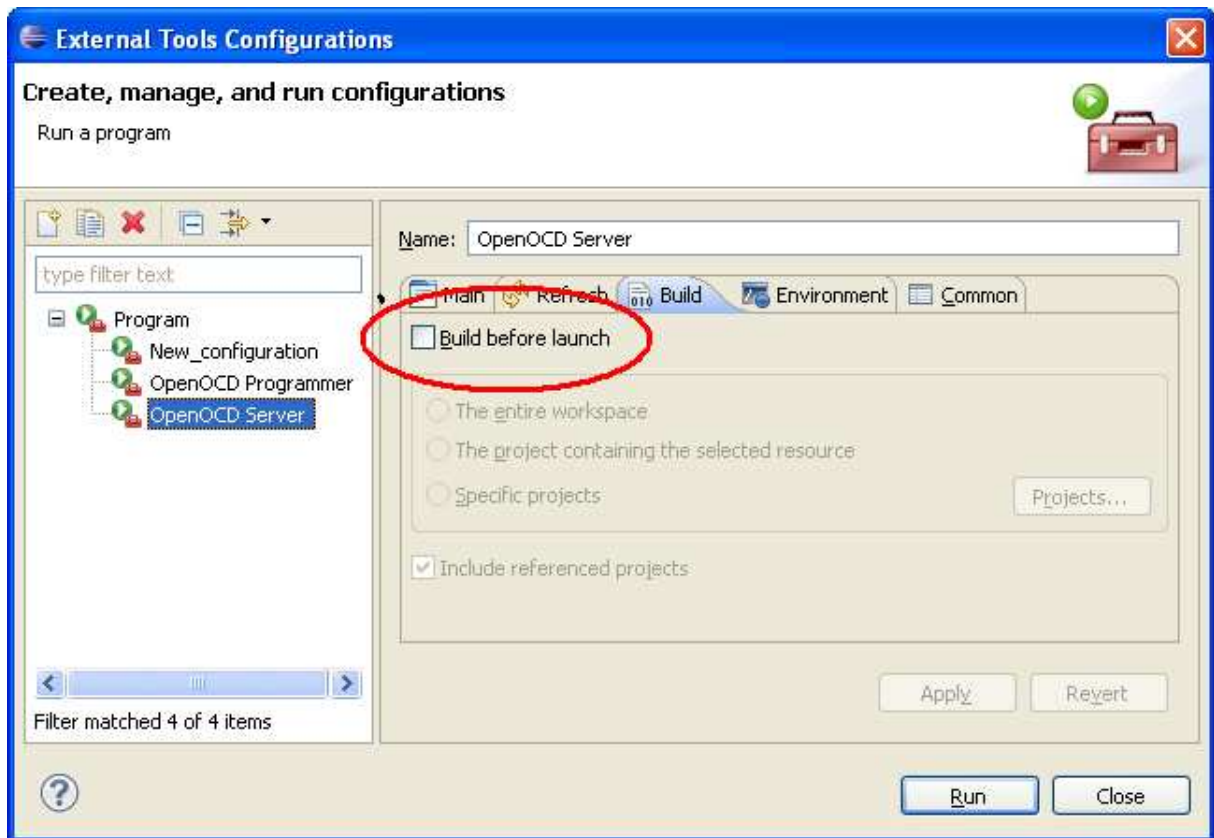 External Tools Configurations
Create, manage, and run configurations
Run a program
type filter text
Program
New_configuration
OpenOCD Programmer
OpenOCD Server
Filter matched 4 of 4 items
Name: OpenOCD Server
Main Refresh 010 Build Environment Common
Build before launch
The entire workspace
The project containing the selected resource
Specific projects Projects...
Include referenced projects
Apply Revert
? Run Close